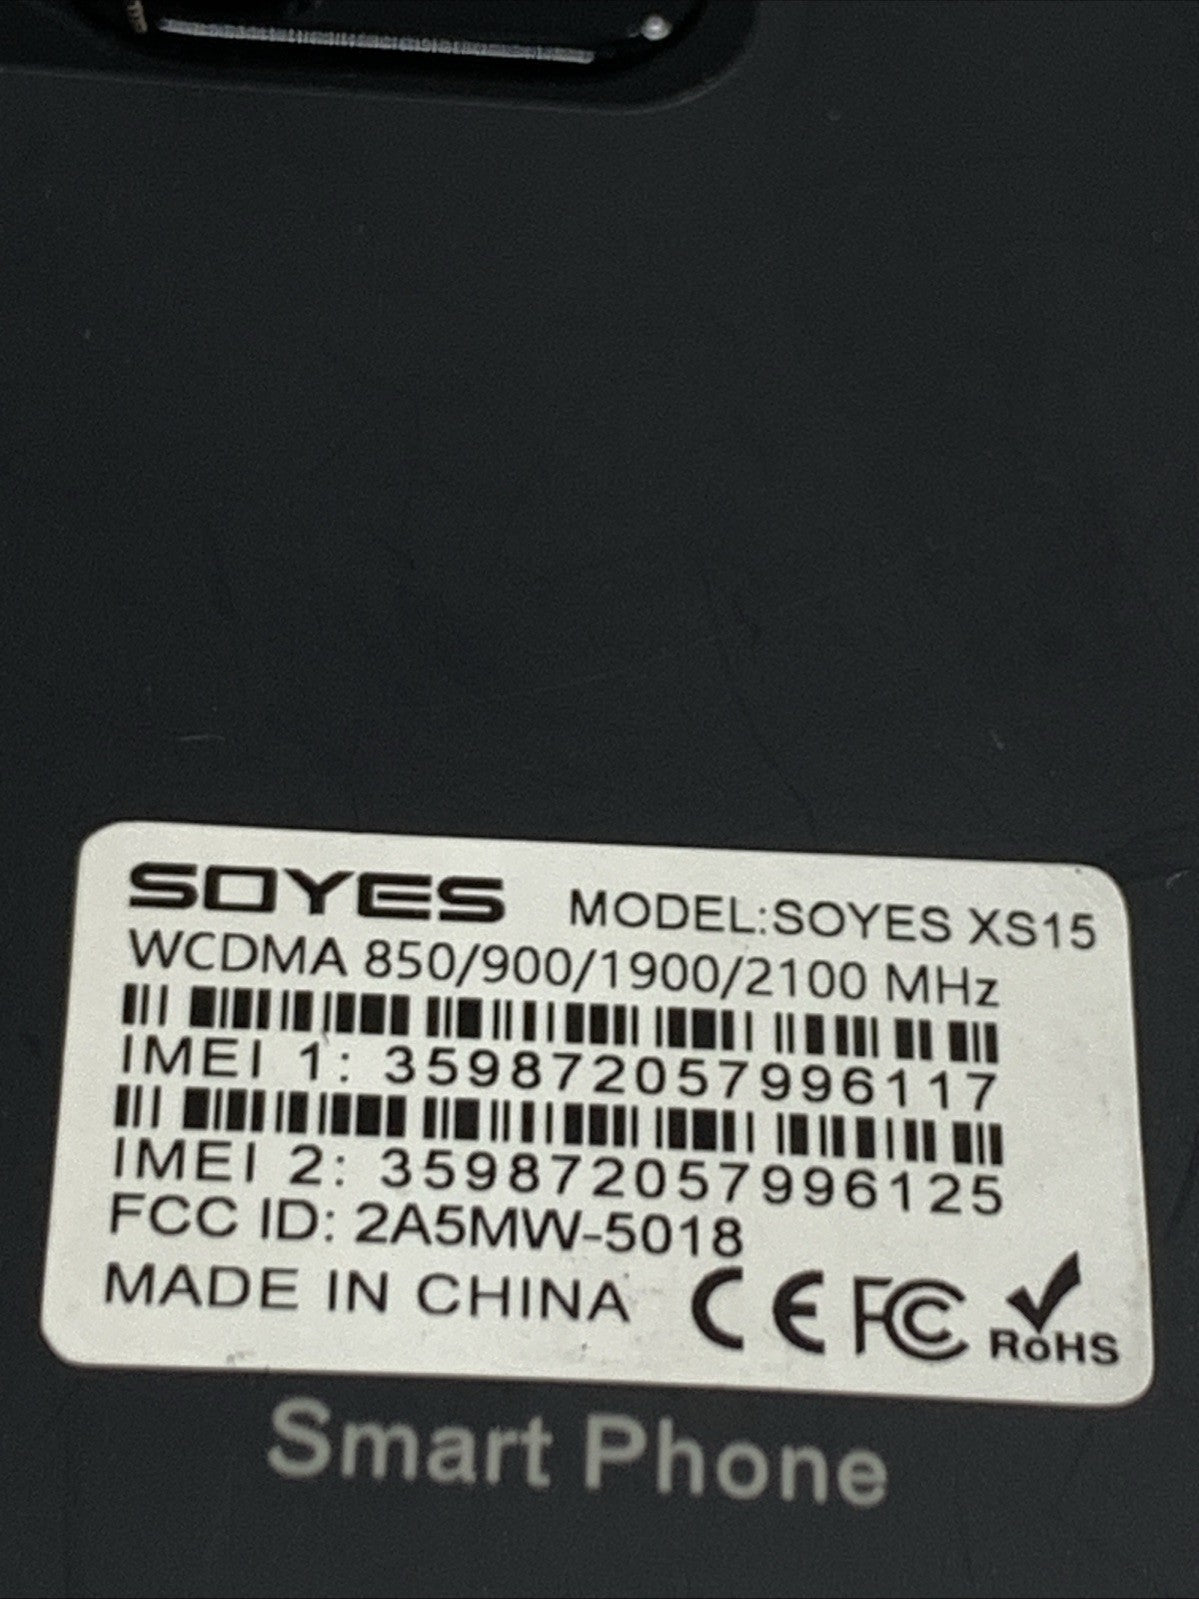 SOYES MODEL:SOYES XS15
WCDMA 850/900/1900/2100 MHz
IMEI 1: 359872057996117
IMEI 2: 359872057996125
FCC ID: 2A5MW-5018
MADE IN CHINA CE FC RoHS
Smart Phone